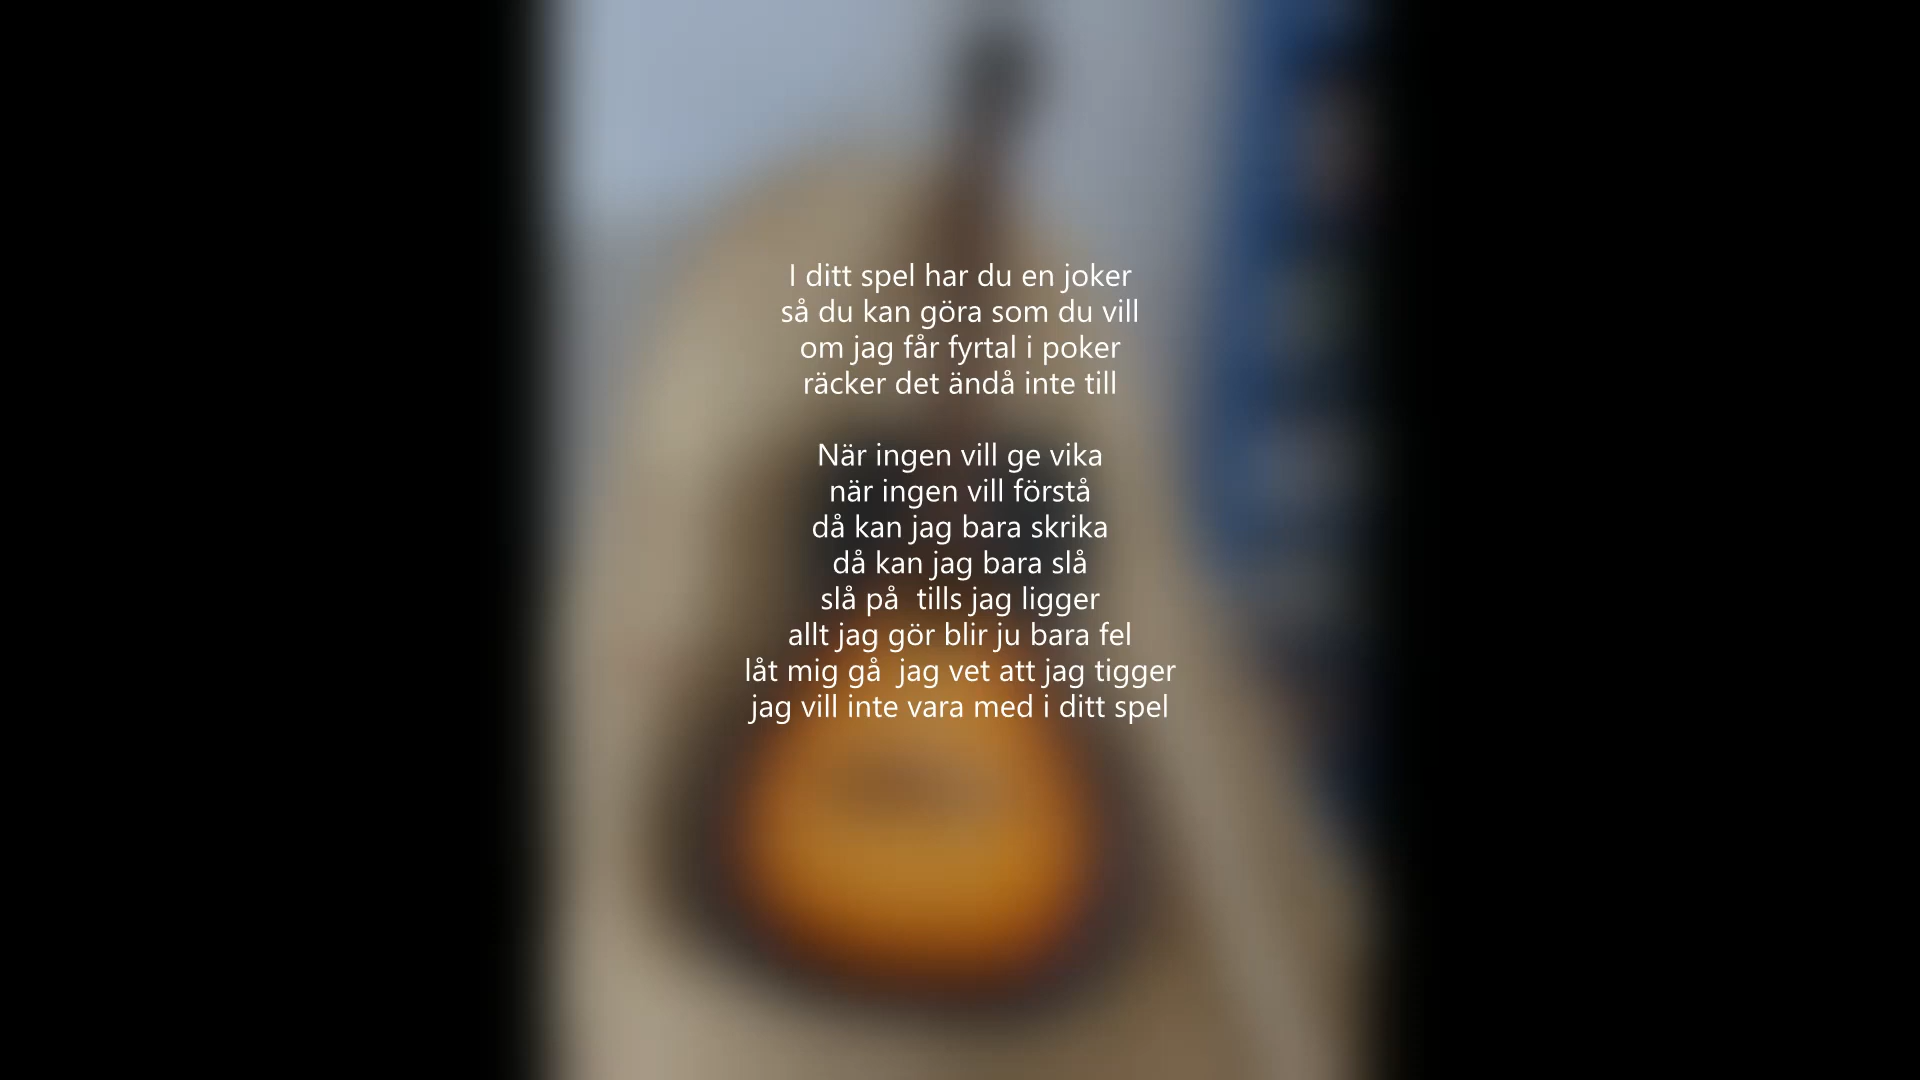 I ditt spel har du en joker
så du kan göra som du vill
om jag får fyrtal i poker
räcker det ändå inte till

När ingen vill ge vika
när ingen vill förstå
då kan jag bara skrika
då kan jag bara slå
slå på  tills jag ligger
allt jag gör blir ju bara fel
låt mig gå  jag vet att jag tigger
jag vill inte vara med i ditt spel